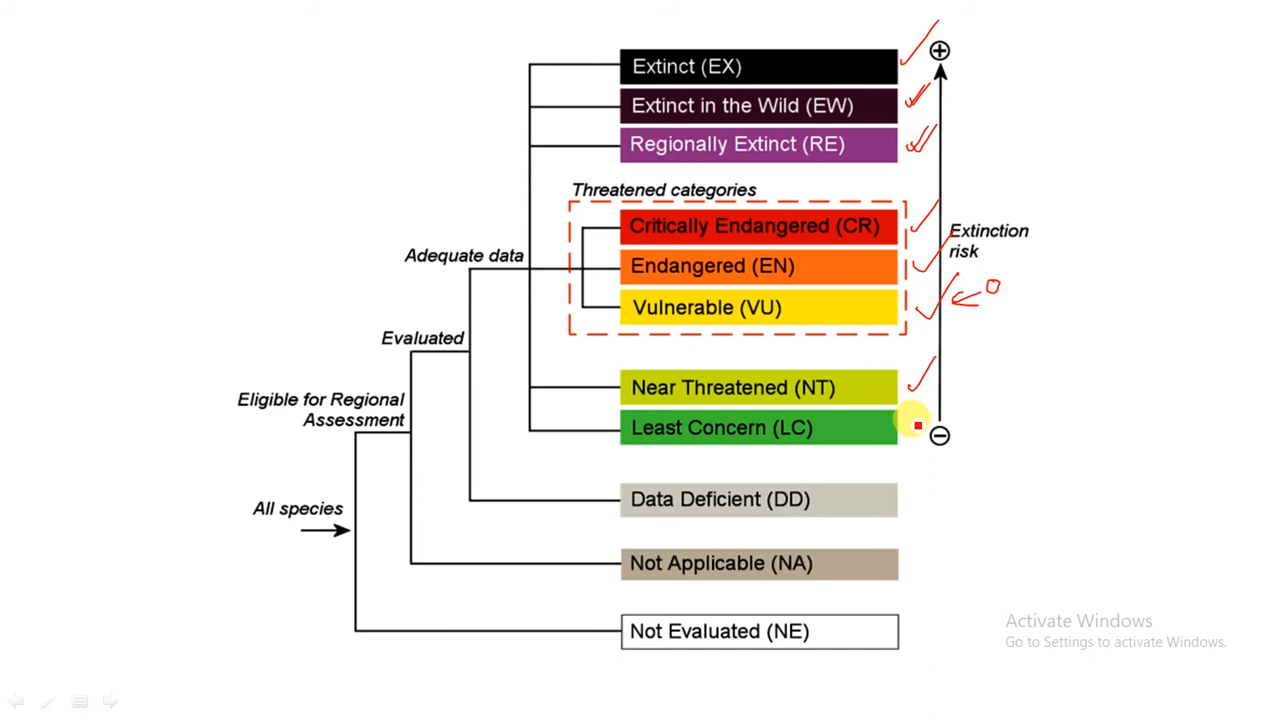 Extinct (EX)
Extinct in the Wild (EW)
Regionally Extinct (RE)
Threatened categories
Critically Endangered (CR)
Extinction
risk
Adequate data
Endangered (EN)
Vulnerable (VU)
Evaluated
Near Threatened (NT)
Eligible for Regional
Assessment
Least Concern (LC)
Data Deficient (DD)
All species
Not Applicable (NA)
Not Evaluated (NE)
Activate Windows
Go to Settings to activate Windows.